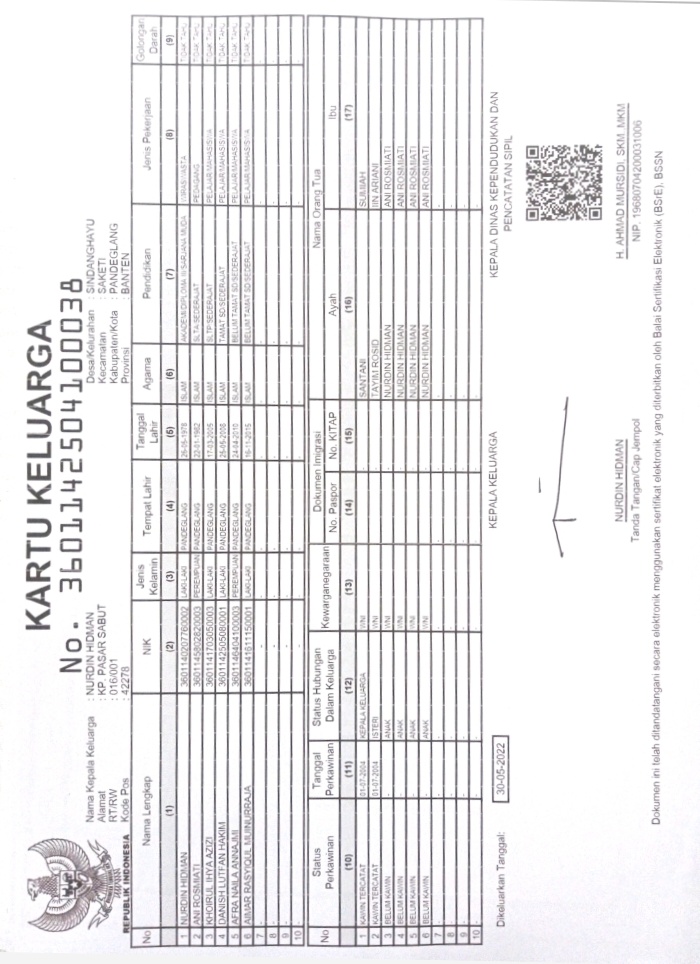 KARTU KELUARGA
No. 3601142504100038
Nama Kepala Keluarga : NURDIN HIDMAN
Alamat : KP. PASAR SABUT
RT/RW : 016/001
Kode Pos : 42278
Desa/Kelurahan : SINDANGHAYU
Kecamatan : SAKETI
Kabupaten/Kota : PANDEGLANG
Provinsi : BANTEN
REPUBLIK INDONESIA
No Nama Lengkap NIK Jenis Kelamin Tempat Lahir Tanggal Lahir Agama Pendidikan Jenis Pekerjaan Golongan Darah
(1) (2) (3) (4) (5) (6) (7) (8) (9)
1 NURDIN HIDMAN 3601140207760002 LAKI-LAKI PANDEGLANG ISLAM AKADEMI/DIPLOMA III/SARJANA MUDA WIRASWASTA TIDAK TAHU
2 ANI ROSMIATI 3601145802820003 PEREMPUAN PANDEGLANG 22-01-1982 ISLAM SLTA/SEDERAJAT PEDAGANG TIDAK TAHU
3 KHOIRUL IHYA AZIZI 3601141703050003 LAKI-LAKI PANDEGLANG 17-03-2005 ISLAM SLTP/SEDERAJAT PELAJAR/MAHASISWA TIDAK TAHU
4 DANISH LUTFAN HAKIM 3601142505080001 LAKI-LAKI PANDEGLANG 25-05-2008 ISLAM TAMAT SD/SEDERAJAT PELAJAR/MAHASISWA TIDAK TAHU
5 AFRA NAILA ANNAJMI 3601146404100003 PEREMPUAN PANDEGLANG 24-04-2010 ISLAM BELUM TAMAT SD/SEDERAJAT PELAJAR/MAHASISWA TIDAK TAHU
6 AIMAR RASYIQUL MUINURRAJA 3601141611150001 LAKI-LAKI PANDEGLANG 16-11-2015 ISLAM BELUM TAMAT SD/SEDERAJAT PELAJAR/MAHASISWA TIDAK TAHU
7 - - - - - - - - -
8 - - - - - - - - -
9 - - - - - - - - -
10 - - - - - - - - -
No Status Perkawinan Tanggal Perkawinan Status Hubungan Dalam Keluarga Kewarganegaraan Dokumen Imigrasi Nama Orang Tua
No. Paspor No. KITAP Ayah Ibu
(10) (11) (12) (13) (14) (15) (16) (17)
1 KAWIN TERCATAT 01-07-2004 KEPALA KELUARGA WNI - - SANTANI SUMIAH
2 KAWIN TERCATAT 01-07-2004 ISTERI WNI - - TAYIM ROSID IIN ARIANI
3 BELUM KAWIN - ANAK WNI - - NURDIN HIDMAN ANI ROSMIATI
4 BELUM KAWIN - ANAK WNI - - NURDIN HIDMAN ANI ROSMIATI
5 BELUM KAWIN - ANAK WNI - - NURDIN HIDMAN ANI ROSMIATI
6 BELUM KAWIN - ANAK WNI - - NURDIN HIDMAN ANI ROSMIATI
7 - - - - - - - -
8 - - - - - - - -
9 - - - - - - - -
10 - - - - - - - -
Dikeluarkan Tanggal: 30-05-2022
KEPALA KELUARGA
NURDIN HIDMAN
Tanda Tangan/Cap Jempol
KEPALA DINAS KEPENDUDUKAN DAN
PENCATATAN SIPIL
H. AHMAD MURSIDI, SKM.,MKM
NIP. 196807042000031006
Dokumen ini telah ditandatangani secara elektronik menggunakan sertifikat elektronik yang diterbitkan oleh Balai Sertifikasi Elektronik (BSrE), BSSN